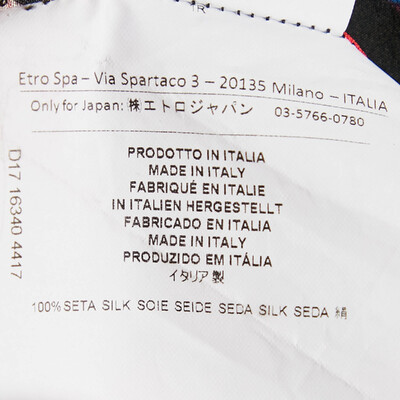 TR
Etro Spa – Via Spartaco 3 – 20135 Milano – ITALIA
Only for Japan: ㈱エトロジャパン 03-5766-0780
D17 16340 4417
PRODOTTO IN ITALIA
MADE IN ITALY
FABRIQUÉ EN ITALIE
IN ITALIEN HERGESTELLT
FABRICADO EN ITALIA
MADE IN ITALY
PRODUZIDO EM ITÁLIA
イタリア製
100% SETA SILK SOIE SEIDE SEDA SILK SEDA 絹